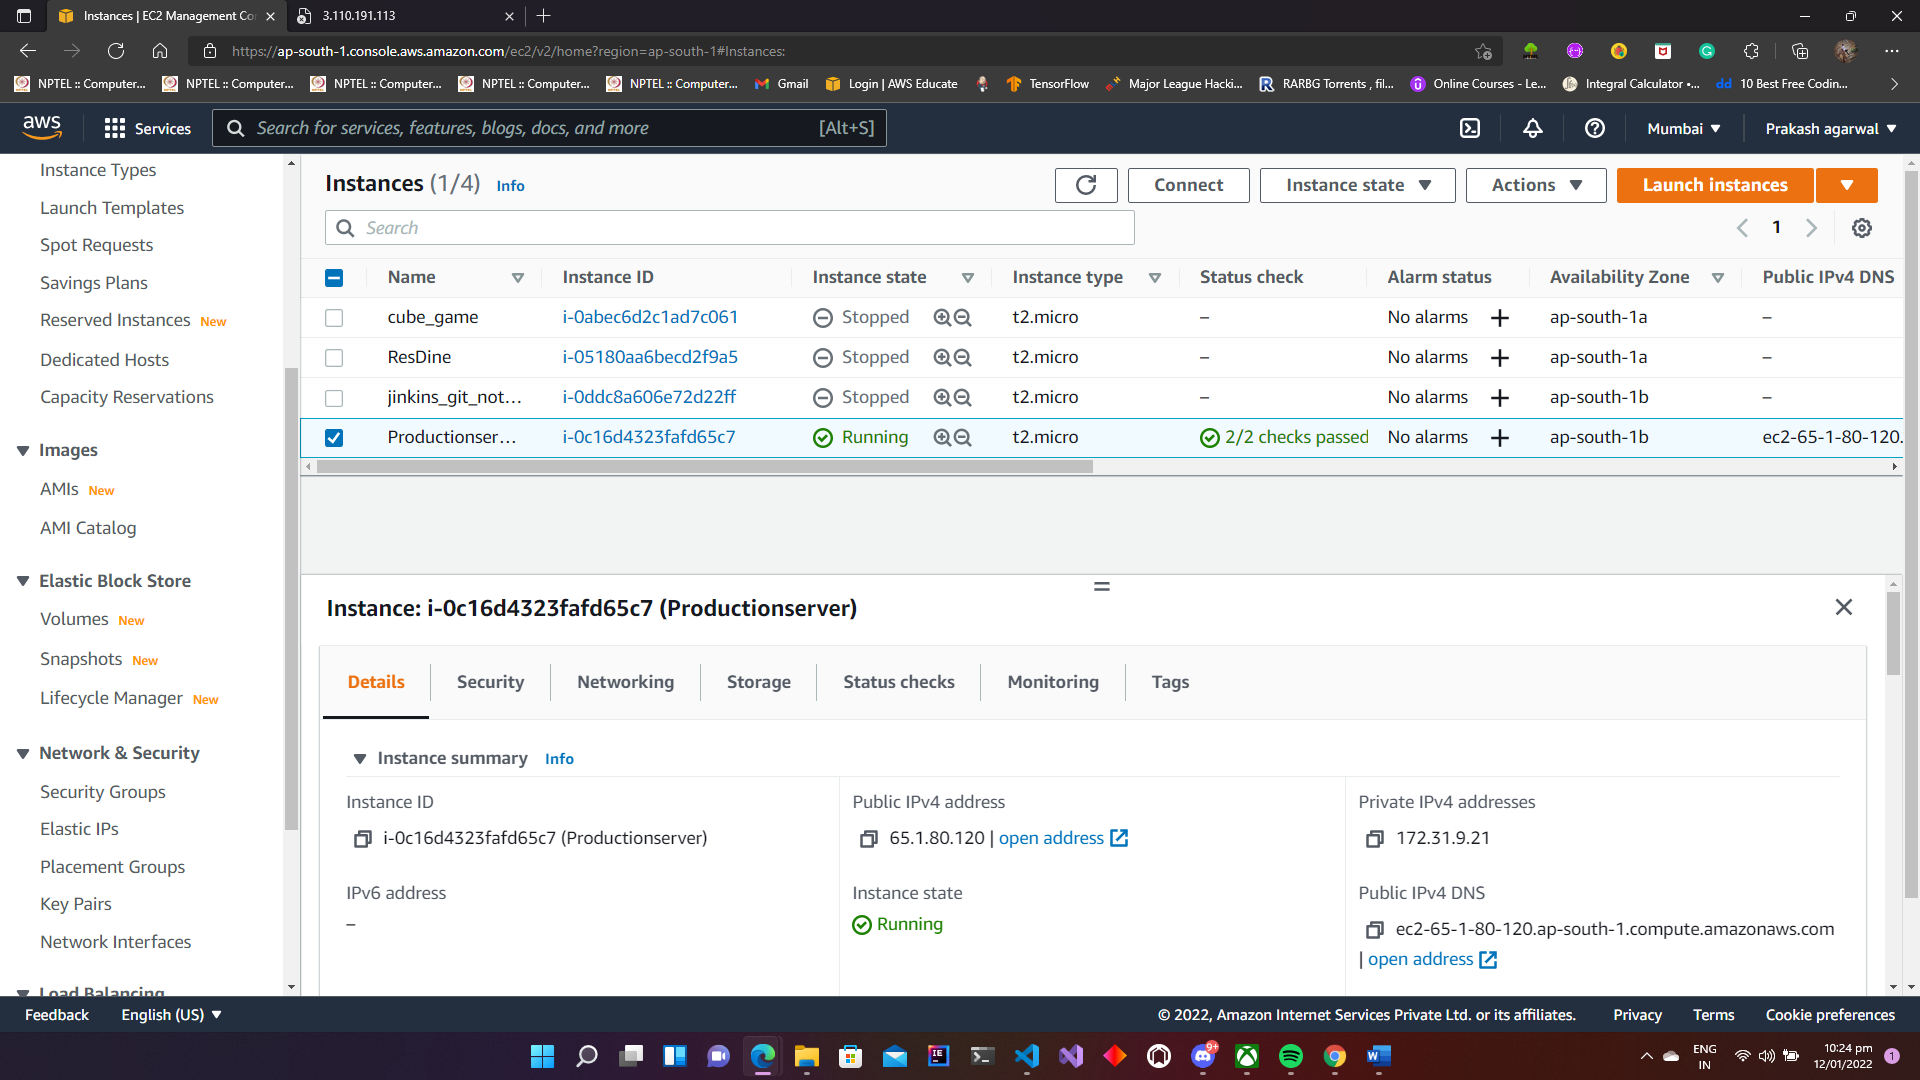 Instances | EC2 Management Co
3.110.191.113
https://ap-south-1.console.aws.amazon.com/ec2/v2/home?region=ap-south-1#Instances:
NPTEL :: Computer...
NPTEL :: Computer...
NPTEL :: Computer...
NPTEL :: Computer...
NPTEL :: Computer...
Gmail
Login | AWS Educate
TensorFlow
Major League Hacki...
RARBG Torrents , fil...
Online Courses - Le...
Integral Calculator •...
dd 10 Best Free Codin...
aws
Services
Search for services, features, blogs, docs, and more [Alt+S]
Mumbai
Prakash agarwal
Instance Types
Launch Templates
Spot Requests
Savings Plans
Reserved Instances New
Dedicated Hosts
Capacity Reservations
Images
AMIs New
AMI Catalog
Elastic Block Store
Volumes New
Snapshots New
Lifecycle Manager New
Network & Security
Security Groups
Elastic IPs
Placement Groups
Key Pairs
Network Interfaces
Load Balancing
Instances (1/4) Info
Connect
Instance state
Actions
Launch instances
Search
1
Name Instance ID Instance state Instance type Status check Alarm status Availability Zone Public IPv4 DNS
cube_game i-0abec6d2c1ad7c061 Stopped t2.micro – No alarms + ap-south-1a –
ResDine i-05180aa6becd2f9a5 Stopped t2.micro – No alarms + ap-south-1a –
jinkins_git_not... i-0ddc8a606e72d22ff Stopped t2.micro – No alarms + ap-south-1b –
Productionser... i-0c16d4323fafd65c7 Running t2.micro 2/2 checks passed No alarms + ap-south-1b ec2-65-1-80-120.
Instance: i-0c16d4323fafd65c7 (Productionserver)
Details
Security
Networking
Storage
Status checks
Monitoring
Tags
Instance summary Info
Instance ID
i-0c16d4323fafd65c7 (Productionserver)
Public IPv4 address
65.1.80.120 | open address
Private IPv4 addresses
172.31.9.21
IPv6 address
–
Instance state
Running
Public IPv4 DNS
ec2-65-1-80-120.ap-south-1.compute.amazonaws.com
| open address
Feedback
English (US)
© 2022, Amazon Internet Services Private Ltd. or its affiliates.
Privacy
Terms
Cookie preferences
9+
ENG
IN
10:24 pm
12/01/2022
1